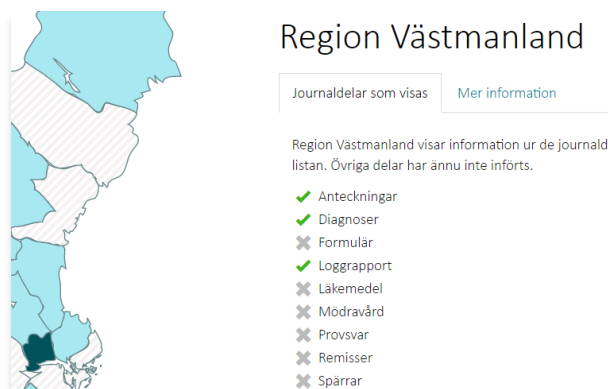 Region Västmanland
Journaldelar som visas
Mer information
Region Västmanland visar information ur de journald
listan. Övriga delar har ännu inte införts.
Anteckningar
Diagnoser
Formulär
Loggrapport
Läkemedel
Mödravård
Provsvar
Remisser
Spärrar